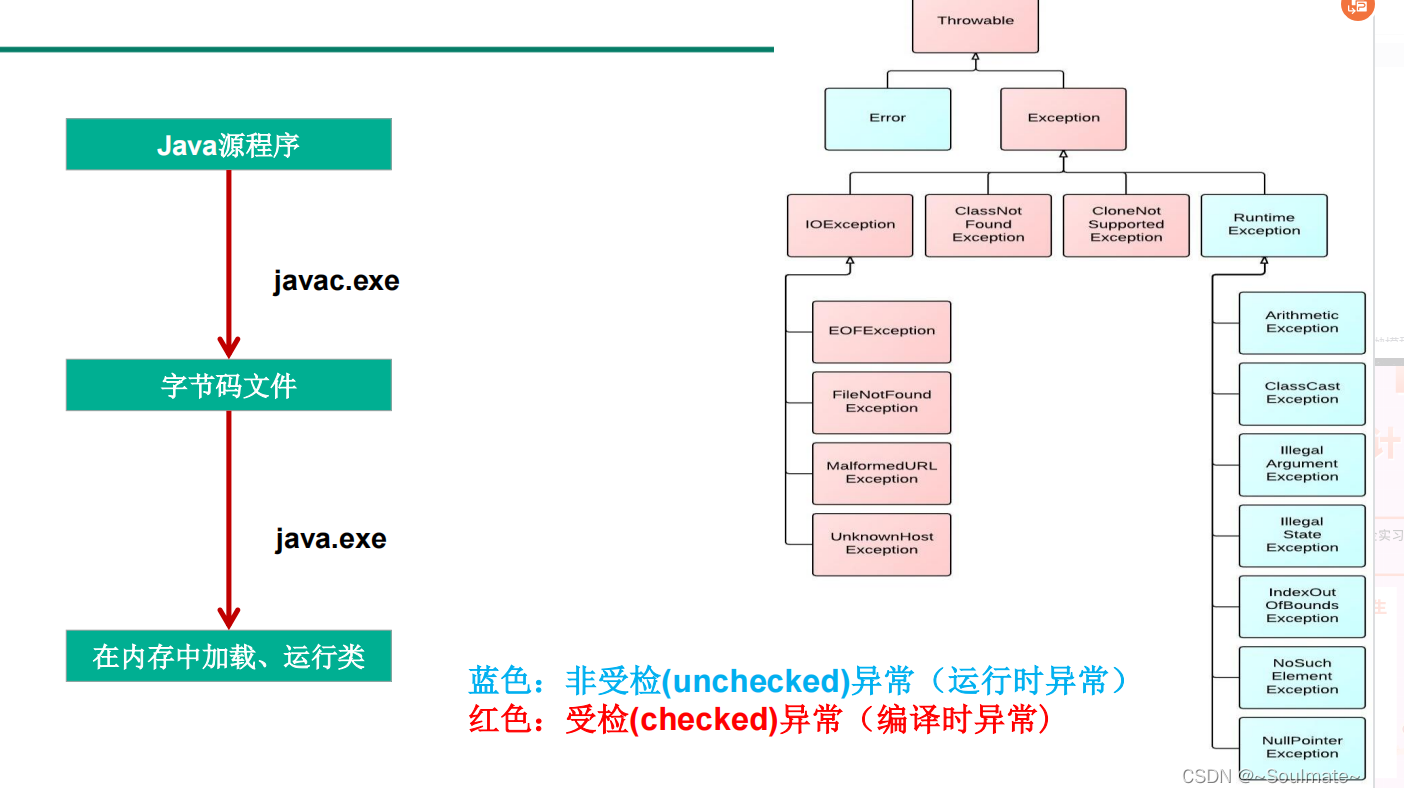 Java源程序
javac.exe
字节码文件
java.exe
在内存中加载、运行类
Throwable
Error
Exception
IOException
ClassNot
Found
Exception
CloneNot
Supported
Exception
Runtime
Exception
EOFException
FileNotFound
Exception
MalformedURL
Exception
UnknownHost
Exception
Arithmetic
Exception
ClassCast
Exception
Illegal
Argument
Exception
Illegal
State
Exception
IndexOut
OfBounds
Exception
NoSuch
Element
Exception
NullPointer
Exception
蓝色：非受检(unchecked)异常（运行时异常）
红色：受检(checked)异常（编译时异常)
计
实习
生
CSDN @~Soulmate~